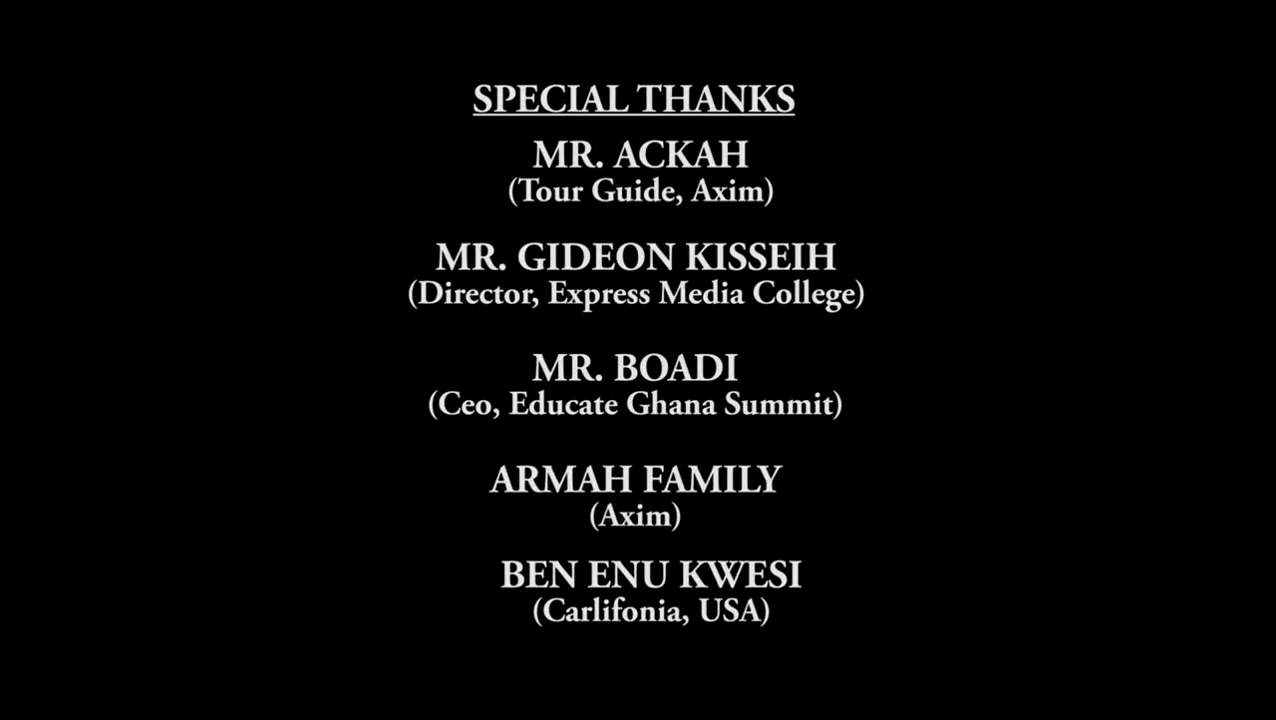 SPECIAL THANKS
MR. ACKAH
(Tour Guide, Axim)
MR. GIDEON KISSEIH
(Director, Express Media College)
MR. BOADI
(Ceo, Educate Ghana Summit)
ARMAH FAMILY
(Axim)
BEN ENU KWESI
(Carlifonia, USA)